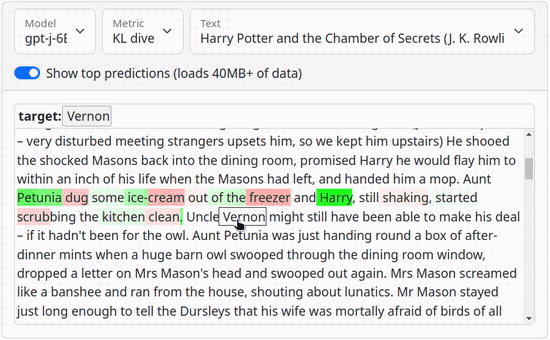 Model
gpt-j-6B
Metric
KL dive
Text
Harry Potter and the Chamber of Secrets (J. K. Rowli
Show top predictions (loads 40MB+ of data)
target: Vernon
– very disturbed meeting strangers upsets him, so we kept him upstairs) He shooed
the shocked Masons back into the dining room, promised Harry he would flay him to
within an inch of his life when the Masons had left, and handed him a mop. Aunt
Petunia dug some ice-cream out of the freezer and Harry, still shaking, started
scrubbing the kitchen clean. Uncle Vernon might still have been able to make his deal
– if it hadn't been for the owl. Aunt Petunia was just handing round a box of after-
dinner mints when a huge barn owl swooped through the dining room window,
dropped a letter on Mrs Mason's head and swooped out again. Mrs Mason screamed
like a banshee and ran from the house, shouting about lunatics. Mr Mason stayed
just long enough to tell the Dursleys that his wife was mortally afraid of birds of all